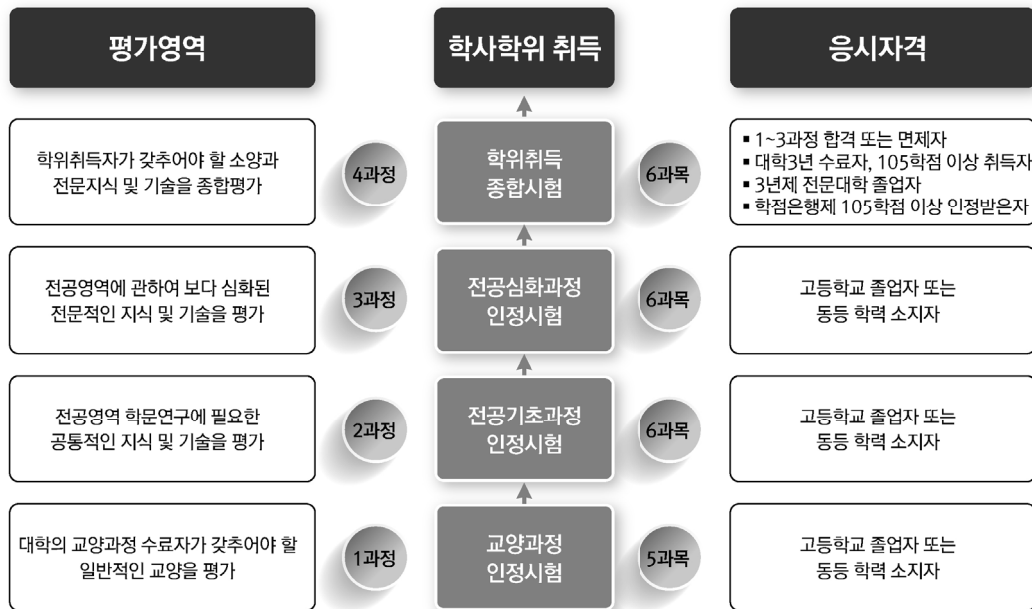 평가영역
학사학위 취득
응시자격
학위취득자가 갖추어야 할 소양과
전문지식 및 기술을 종합평가
4과정
학위취득
종합시험
6과목
▪ 1~3과정 합격 또는 면제자
▪ 대학3년 수료자, 105학점 이상 취득자
▪ 3년제 전문대학 졸업자
▪ 학점은행제 105학점 이상 인정받은자
전공영역에 관하여 보다 심화된
전문적인 지식 및 기술을 평가
3과정
전공심화과정
인정시험
6과목
고등학교 졸업자 또는
동등 학력 소지자
전공영역 학문연구에 필요한
공통적인 지식 및 기술을 평가
2과정
전공기초과정
인정시험
6과목
고등학교 졸업자 또는
동등 학력 소지자
대학의 교양과정 수료자가 갖추어야 할
일반적인 교양을 평가
1과정
교양과정
인정시험
5과목
고등학교 졸업자 또는
동등 학력 소지자